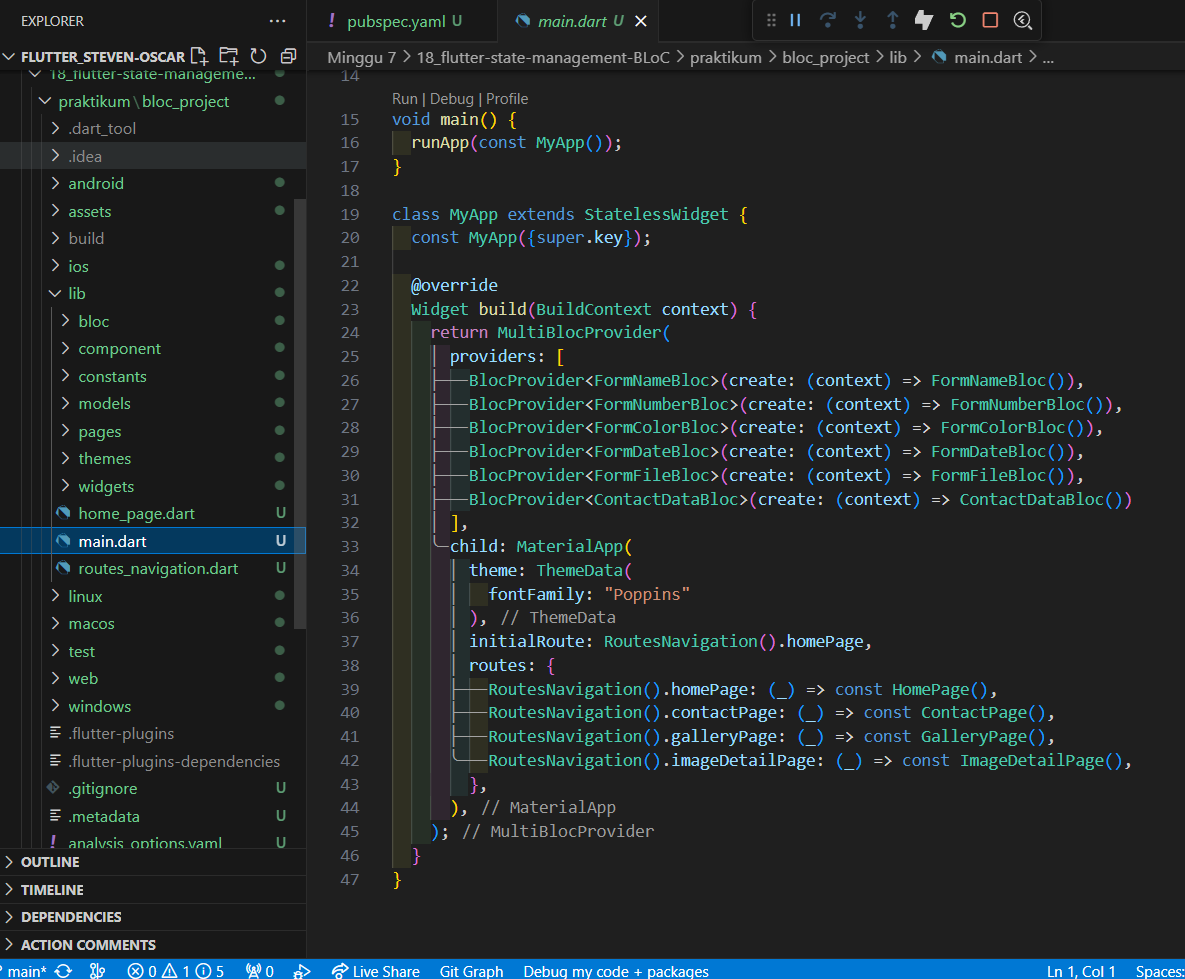 EXPLORER
FLUTTER_STEVEN-OSCAR
18_flutter-state-manageme...
praktikum \ bloc_project
.dart_tool
.idea
android
assets
build
ios
lib
bloc
component
constants
models
pages
themes
widgets
home_page.dart U
main.dart U
routes_navigation.dart U
linux
macos
test
web
windows
.flutter-plugins
.flutter-plugins-dependencies
.gitignore U
.metadata U
! analysis_options.yaml U
OUTLINE
TIMELINE
DEPENDENCIES
ACTION COMMENTS
! pubspec.yaml U
main.dart U
Minggu 7 > 18_flutter-state-management-BLoC > praktikum > bloc_project > lib > main.dart > ...
14
Run | Debug | Profile
15 void main() {
16 runApp(const MyApp());
17 }
18
19 class MyApp extends StatelessWidget {
20 const MyApp({super.key});
21
22 @override
23 Widget build(BuildContext context) {
24 return MultiBlocProvider(
25 providers: [
26 BlocProvider<FormNameBloc>(create: (context) => FormNameBloc()),
27 BlocProvider<FormNumberBloc>(create: (context) => FormNumberBloc()),
28 BlocProvider<FormColorBloc>(create: (context) => FormColorBloc()),
29 BlocProvider<FormDateBloc>(create: (context) => FormDateBloc()),
30 BlocProvider<FormFileBloc>(create: (context) => FormFileBloc()),
31 BlocProvider<ContactDataBloc>(create: (context) => ContactDataBloc())
32 ],
33 child: MaterialApp(
34 theme: ThemeData(
35 fontFamily: "Poppins"
36 ), // ThemeData
37 initialRoute: RoutesNavigation().homePage,
38 routes: {
39 RoutesNavigation().homePage: (_) => const HomePage(),
40 RoutesNavigation().contactPage: (_) => const ContactPage(),
41 RoutesNavigation().galleryPage: (_) => const GalleryPage(),
42 RoutesNavigation().imageDetailPage: (_) => const ImageDetailPage(),
43 },
44 ), // MaterialApp
45 ); // MultiBlocProvider
46 }
47 }
main* 0 1 5 0 Live Share Git Graph Debug my code + packages Ln 1, Col 1 Spaces: